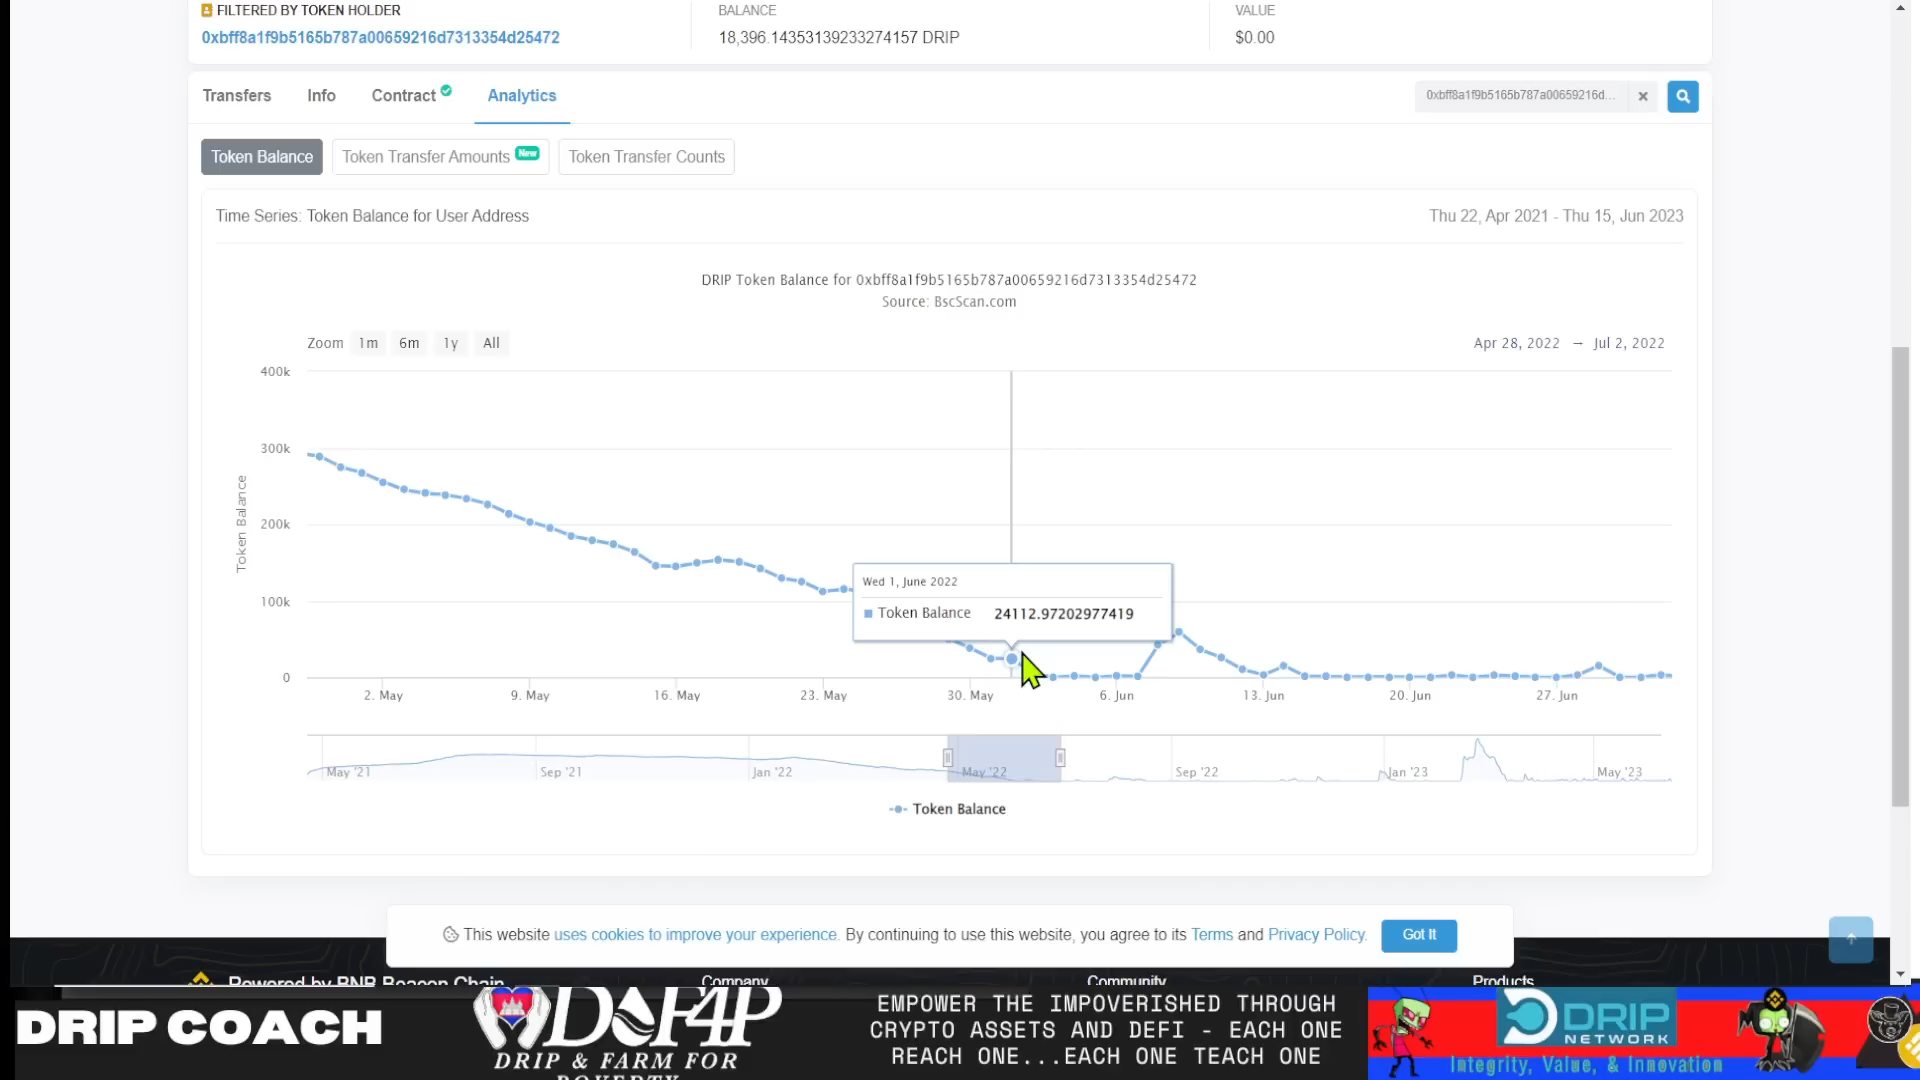 FILTERED BY TOKEN HOLDER
0xbff8a1f9b5165b787a00659216d7313354d25472
BALANCE
18,396.14353139233274157 DRIP
VALUE
$0.00
Transfers Info Contract Analytics
0xbff8a1f9b5165b787a00659216d...
Token Balance Token Transfer Amounts New Token Transfer Counts
Time Series: Token Balance for User Address
Thu 22, Apr 2021 - Thu 15, Jun 2023
DRIP Token Balance for 0xbff8a1f9b5165b787a00659216d7313354d25472
Source: BscScan.com
Zoom 1m 6m 1y All
Apr 28, 2022 → Jul 2, 2022
400k
300k
200k
100k
0
Token Balance
Wed 1, June 2022
Token Balance 24112.97202977419
2. May 9. May 16. May 23. May 30. May 6. Jun 13. Jun 20. Jun 27. Jun
May '21 Sep '21 Jan '22 May '22 Sep '22 Jan '23 May '23
Token Balance
This website uses cookies to improve your experience. By continuing to use this website, you agree to its Terms and Privacy Policy.
Got It
Powered by BNB Beacon Chain
Company
Community
Products
DRIP COACH
DFF4P
DRIP & FARM FOR
POVERTY
EMPOWER THE IMPOVERISHED THROUGH
CRYPTO ASSETS AND DEFI - EACH ONE
REACH ONE...EACH ONE TEACH ONE
DRIP
NETWORK
Integrity, Value, & Innovation